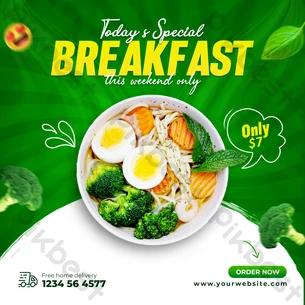 Today's Special
BREAKFAST
this weekend only
Only
$7
Free home delivery
1234 56 4577
ORDER NOW
www.yourwebsite.com
pikbest